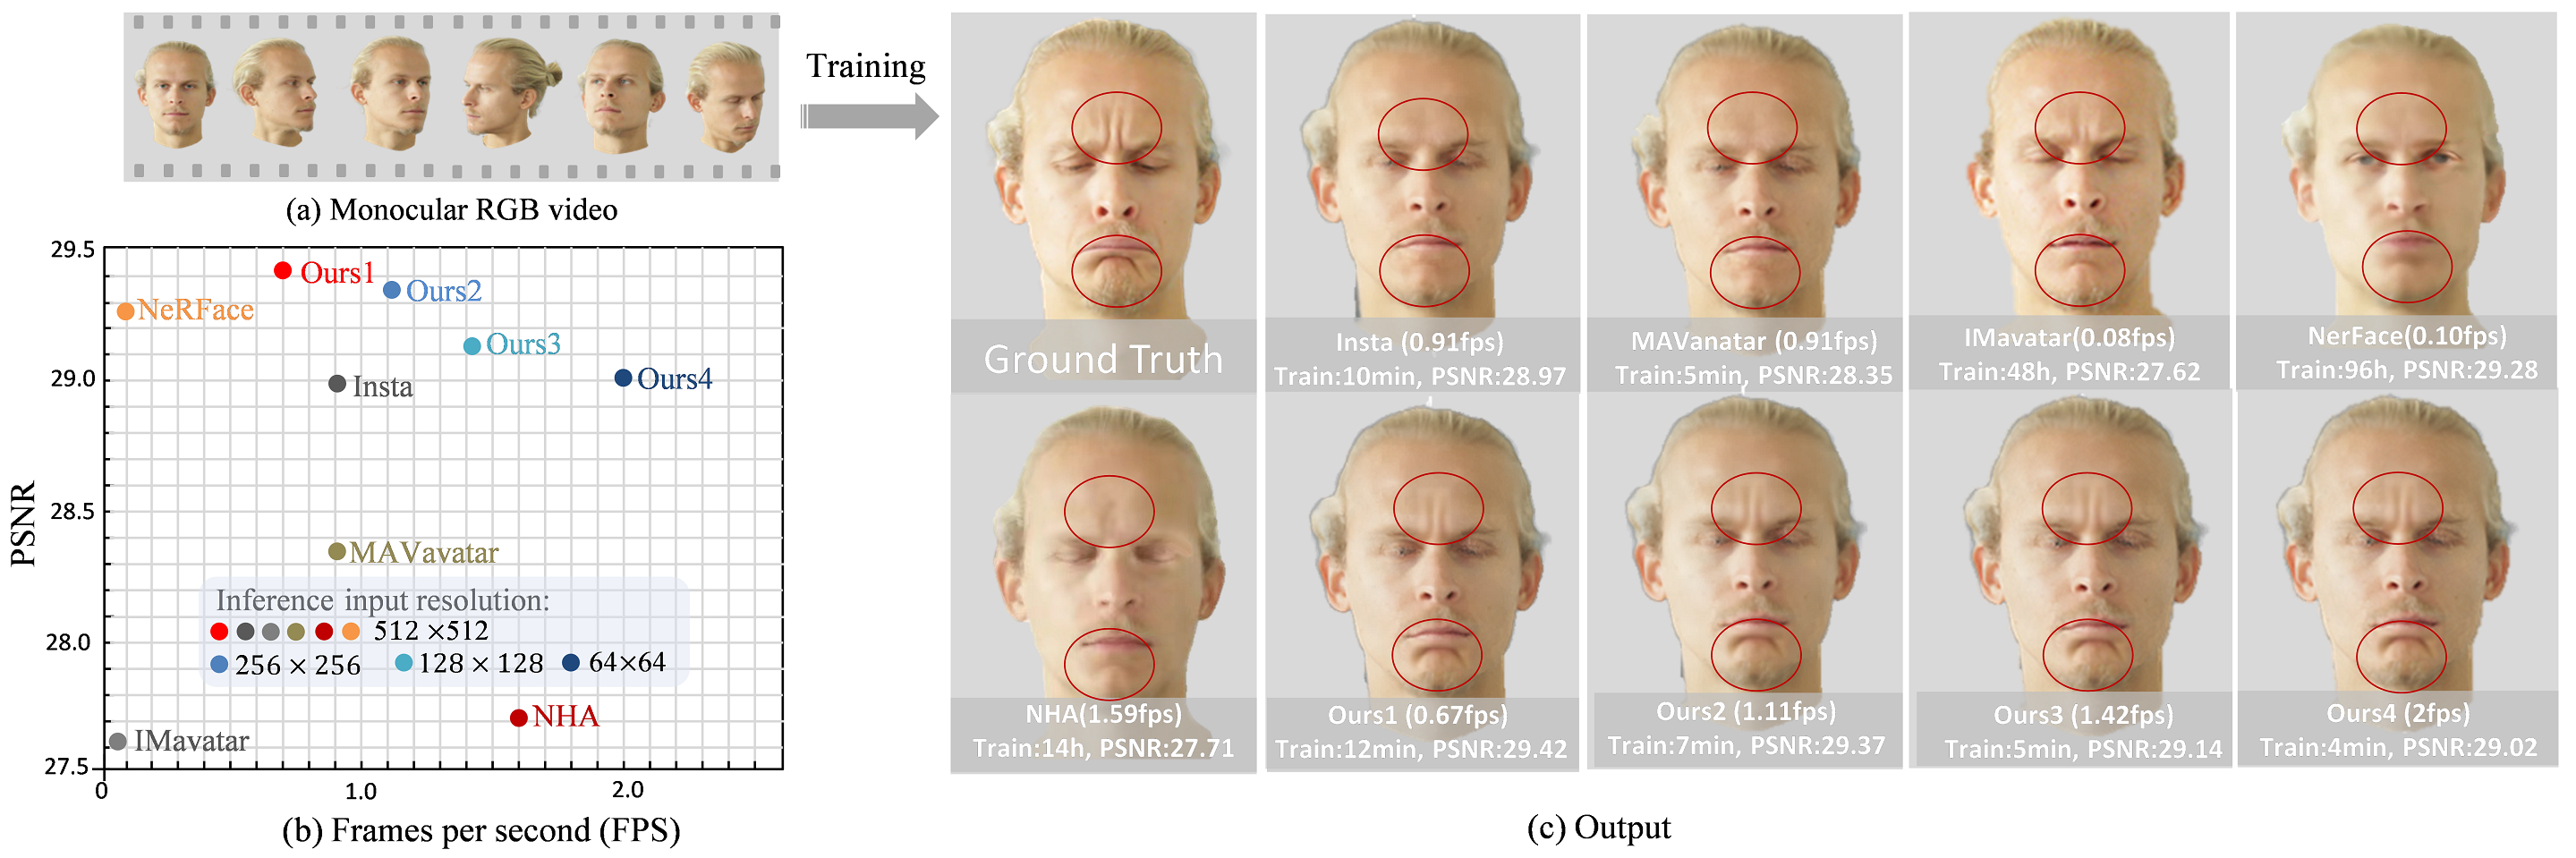 Training
(a) Monocular RGB video
29.5
29.0
28.5
28.0
27.5
PSNR
0
1.0
2.0
Ours1
Ours2
NeRFace
Ours3
Insta
Ours4
MAVavatar
Inference input resolution:
512 ×512
256 × 256
128 × 128
64×64
NHA
IMavatar
(b) Frames per second (FPS)
Ground Truth
Insta (0.91fps)
Train:10min, PSNR:28.97
MAVanatar (0.91fps)
Train:5min, PSNR:28.35
IMavatar(0.08fps)
Train:48h, PSNR:27.62
NerFace(0.10fps)
Train:96h, PSNR:29.28
NHA(1.59fps)
Train:14h, PSNR:27.71
Ours1 (0.67fps)
Train:12min, PSNR:29.42
Ours2 (1.11fps)
Train:7min, PSNR:29.37
Ours3 (1.42fps)
Train:5min, PSNR:29.14
Ours4 (2fps)
Train:4min, PSNR:29.02
(c) Output